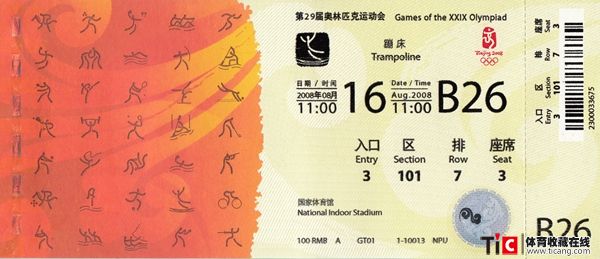 第29届奥林匹克运动会 Games of the XXIX Olympiad
蹦床
Trampoline
Beijing 2008
日期 / 时间 Date / Time
2008年08月 16 Aug.2008 B26
11:00 11:00
入口 区 排 座席
Entry Section Row Seat
3 101 7 3
国家体育馆
National Indoor Stadium
100 RMB A GT01 1-10013 NPU
座席 Seat 3
排 Row 7
区 Section 101
入口 Entry 3
2300033675
B26
TiC 体育收藏在线
www.ticang.com